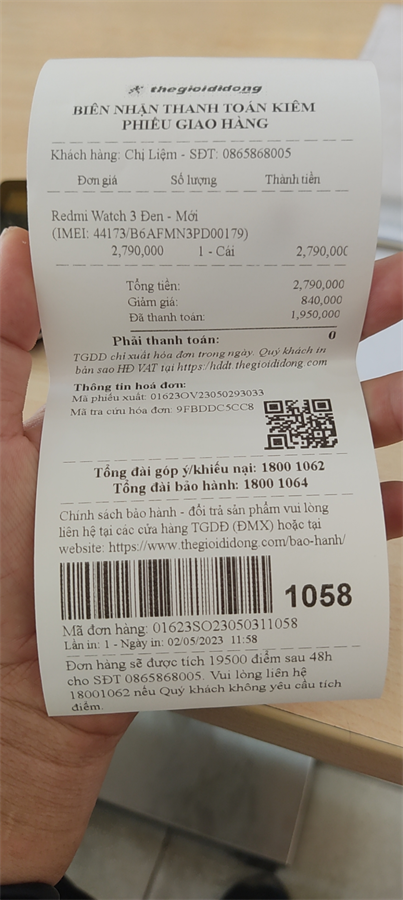 thegioididong
BIÊN NHẬN THANH TOÁN KIÊM
PHIẾU GIAO HÀNG
Khách hàng: Chị Liệm - SĐT: 0865868005
Đơn giá Số lượng Thành tiền
Redmi Watch 3 Đen - Mới
(IMEI: 44173/B6AFMN3PD00179)
2,790,000 1 - Cái 2,790,000
Tổng tiền: 2,790,000
Giảm giá: 840,000
Đã thanh toán: 1,950,000
Phải thanh toán: 0
TGDD chỉ xuất hóa đơn trong ngày. Quý khách in
bản sao HĐ VAT tại https://hddt.thegioididong.com
Thông tin hoá đơn:
Mã phiếu xuất: 01623OV23050293033
Mã tra cứu hóa đơn: 9FBDDC5CC8
Tổng đài góp ý/khiếu nại: 1800 1062
Tổng đài bảo hành: 1800 1064
Chính sách bảo hành - đổi trả sản phẩm vui lòng
liên hệ tại các cửa hàng TGDĐ (ĐMX) hoặc tại
website: https://www.thegioididong.com/bao-hanh/
1058
Mã đơn hàng: 01623SO23050311058
Lần in: 1 - Ngày in: 02/05/2023 11:58
Đơn hàng sẽ được tích 19500 điểm sau 48h
cho SĐT 0865868005. Vui lòng liên hệ
18001062 nếu Quý khách không yêu cầu tích
điểm.